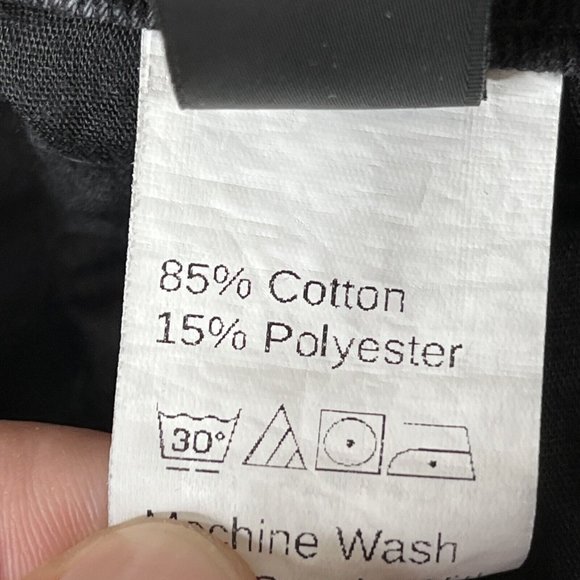 85% Cotton
15% Polyester
30°
Machine Wash